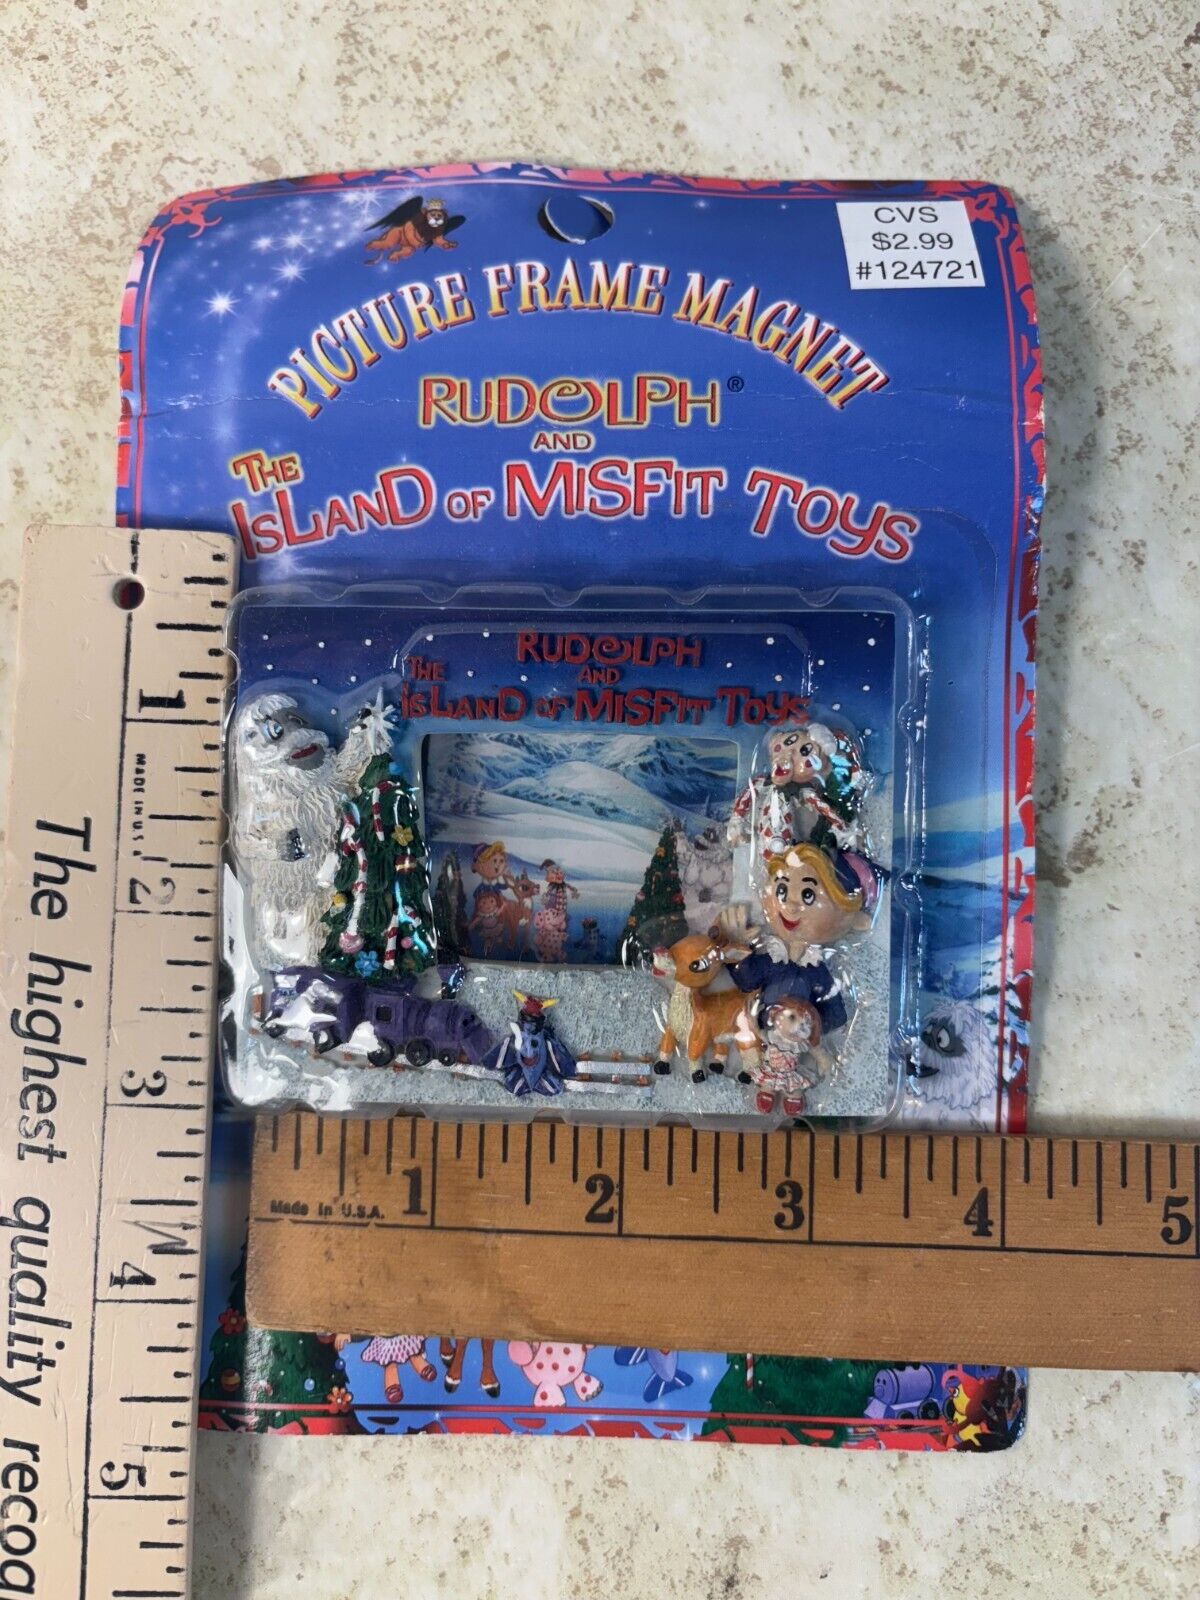 CVS
$2.99
#124721
PICTURE FRAME MAGNET
RUDOLPH®
AND
THE
ISLAND OF MISFIT TOYS
RUDOLPH
AND
THE
ISLAND OF MISFIT TOYS
1
MADE IN U.S.A.
2
3
4
5
The highest quality
1
2
3
4
5
Made in U.S.A.